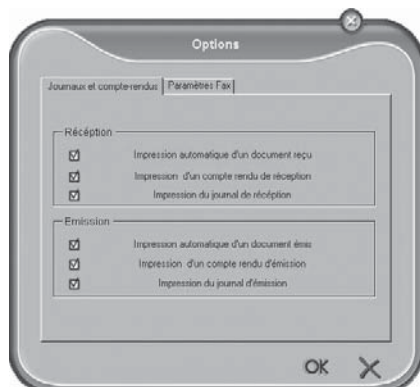 Options
Journaux et compte-rendus Paramètres Fax
Récéption
Impression automatique d'un document reçu
Impression d'un compte rendu de réception
Impression du journal de récéption
Emission
Impression automatique d'un document émis
Impression d'un compte rendu d'émission
Impression du journal d'émission
OK